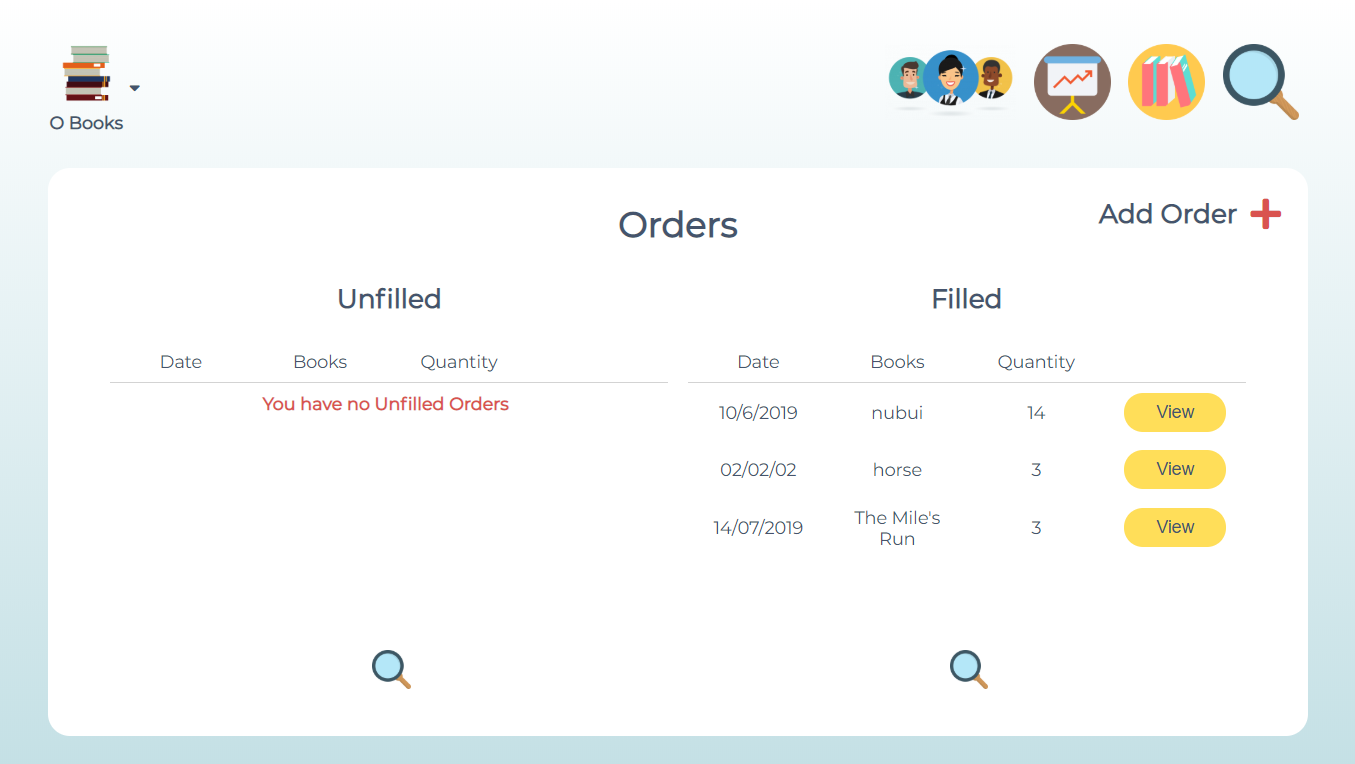 O Books
Orders
Add Order
Unfilled
Filled
Date Books Quantity
You have no Unfilled Orders
Date Books Quantity
10/6/2019 nubui 14 View
02/02/02 horse 3 View
14/07/2019 The Mile's 3 View
Run